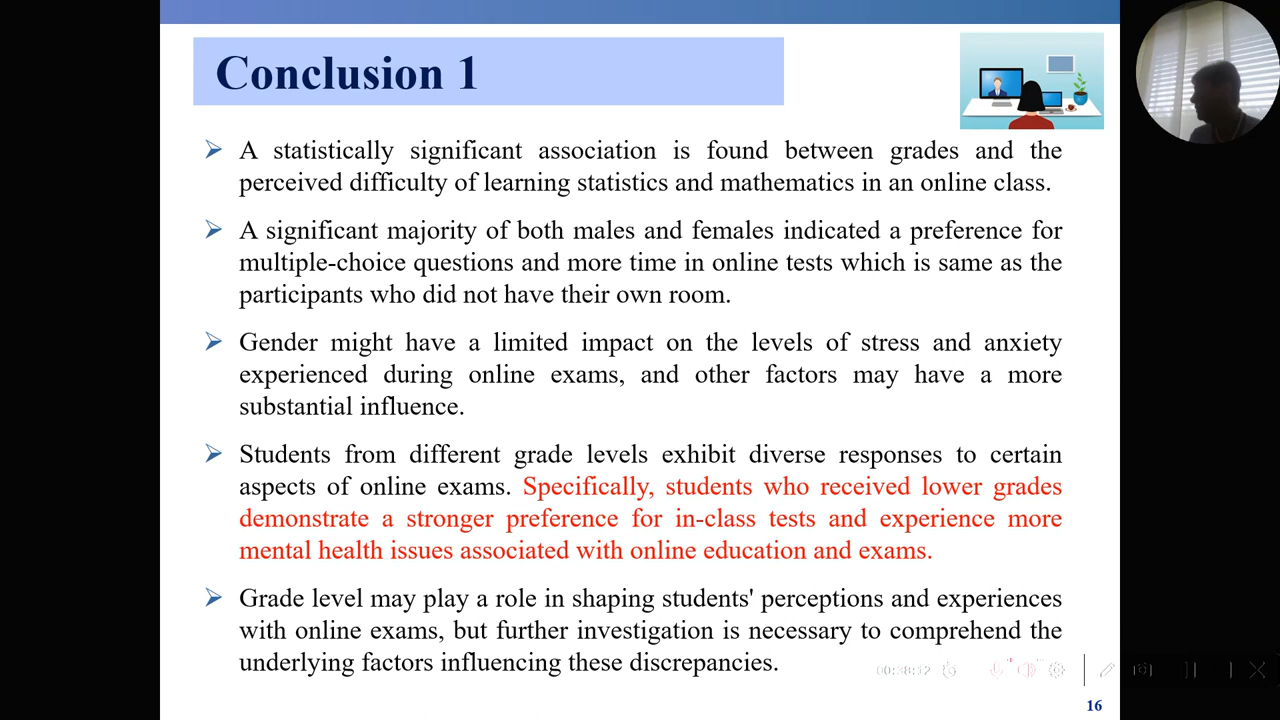 Conclusion 1
A statistically significant association is found between grades and the
perceived difficulty of learning statistics and mathematics in an online class.
A significant majority of both males and females indicated a preference for
multiple-choice questions and more time in online tests which is same as the
participants who did not have their own room.
Gender might have a limited impact on the levels of stress and anxiety
experienced during online exams, and other factors may have a more
substantial influence.
Students from different grade levels exhibit diverse responses to certain
aspects of online exams. Specifically, students who received lower grades
demonstrate a stronger preference for in-class tests and experience more
mental health issues associated with online education and exams.
Grade level may play a role in shaping students' perceptions and experiences
with online exams, but further investigation is necessary to comprehend the
underlying factors influencing these discrepancies.
16